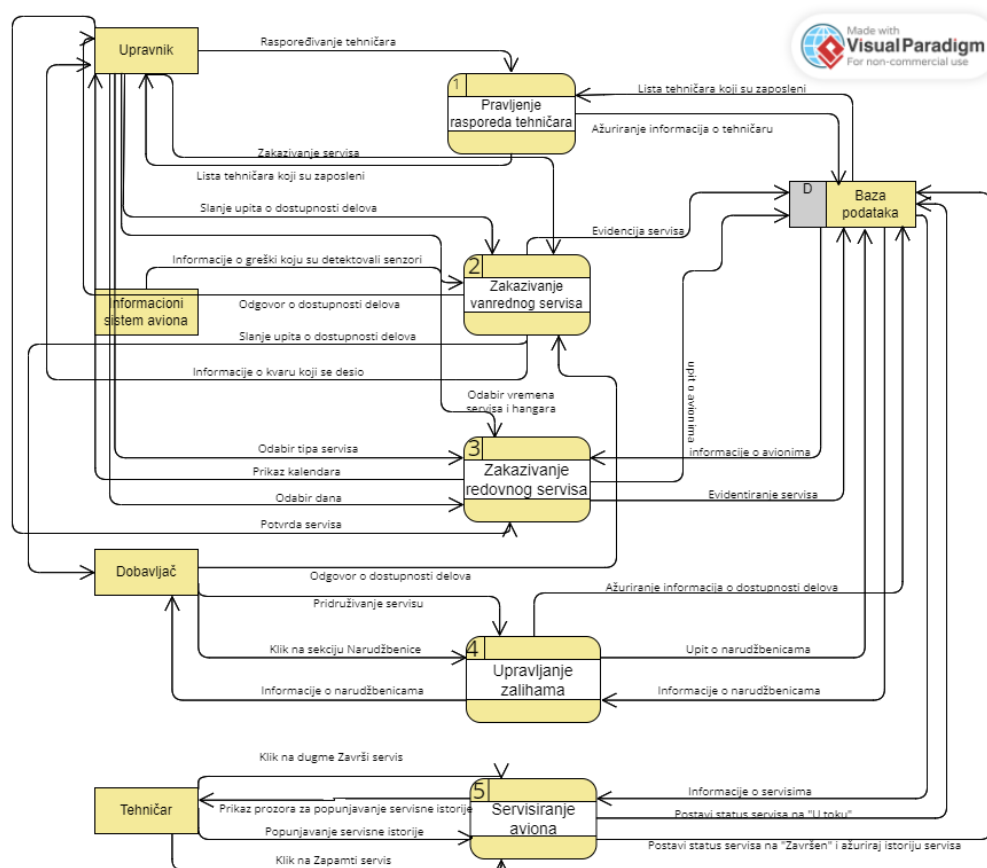 Made with
Visual Paradigm
For non-commercial use
Upravnik
Raspoređivanje tehničara
1
Pravljenje
rasporeda tehničara
Lista tehničara koji su zaposleni
Ažuriranje informacija o tehničaru
Zakazivanje servisa
Lista tehničara koji su zaposleni
D
Baza
podataka
Slanje upita o dostupnosti delova
Evidencija servisa
Informacije o greški koju su detektovali senzori
2
Zakazivanje
vanrednog servisa
Informacioni
sistem aviona
Odgovor o dostupnosti delova
Slanje upita o dostupnosti delova
Informacije o kvaru koji se desio
upit o avionima
Odabir vremena
servisa i hangara
3
Zakazivanje
redovnog servisa
Odabir tipa servisa
informacije o avionima
Prikaz kalendara
Odabir dana
Evidentiranje servisa
Potvrda servisa
Dobavljač
Odgovor o dostupnosti delova
Ažuriranje informacija o dostupnosti delova
Pridruživanje servisu
4
Upravljanje
zalihama
Klik na sekciju Narudžbenice
Upit o narudžbenicama
Informacije o narudžbenicama
Informacije o narudžbenicama
Klik na dugme Završi servis
Tehničar
5
Servisiranje
aviona
Informacije o servisima
Prikaz prozora za popunjavanje servisne istorije
Postavi status servisa na "U toku"
Popunjavanje servisne istorije
Postavi status servisa na "Završen" i ažuriraj istoriju servisa
Klik na Zapamti servis